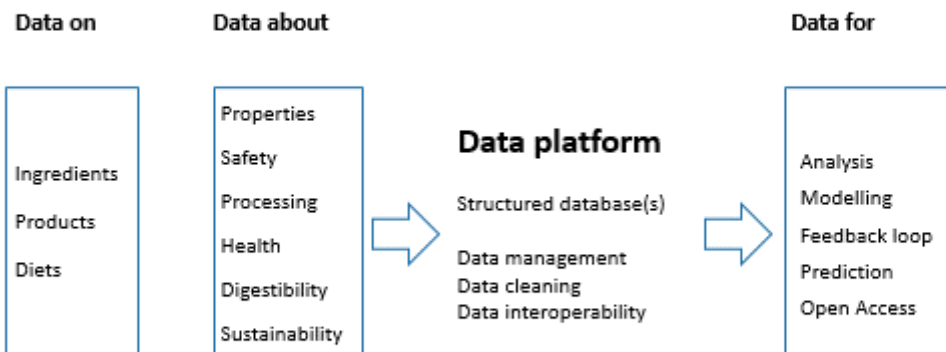 Data on
Data about
Data for
Ingredients
Products
Diets
Properties
Safety
Processing
Health
Digestibility
Sustainability
Data platform
Structured database(s)
Data management
Data cleaning
Data interoperability
Analysis
Modelling
Feedback loop
Prediction
Open Access